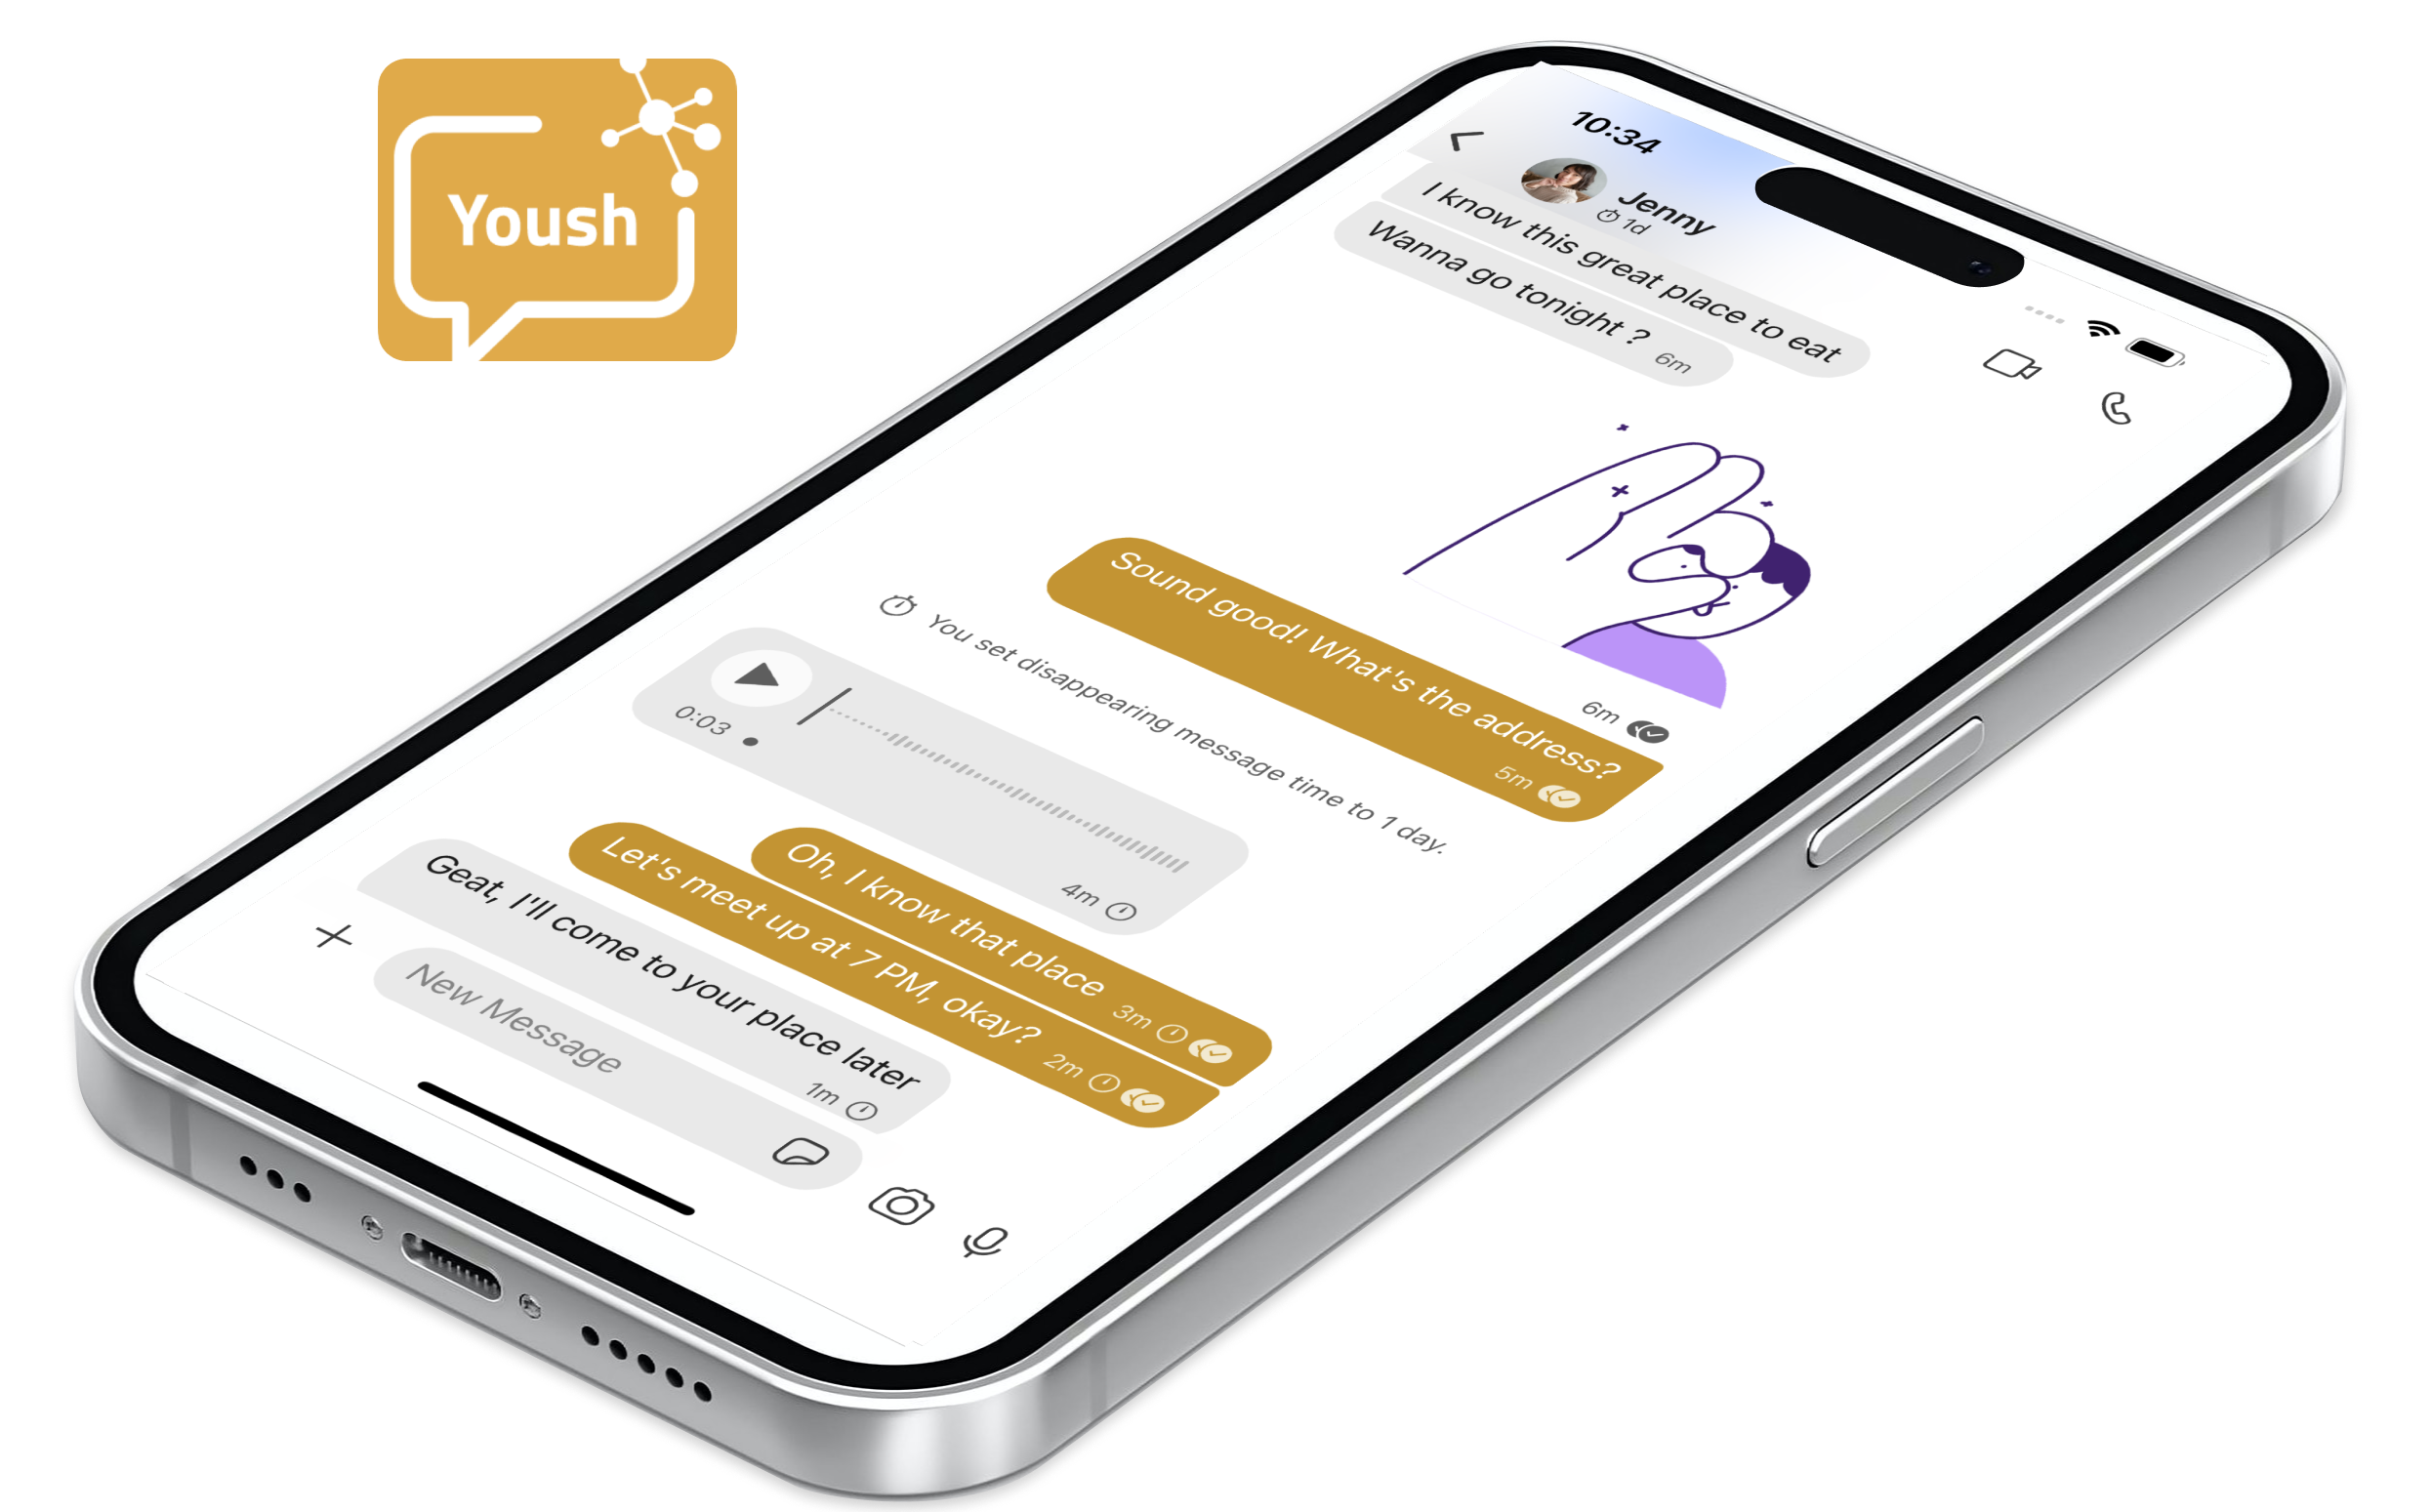 Yoush
10:34
Jenny
1d
I know this great place to eat
Wanna go tonight ? 6m
6m
Sound good! What's the address?
5m
You set disappearing message time to 1 day.
0:03
4m
Oh, I know that place 3m
Let's meet up at 7 PM, okay? 2m
Geat, I'll come to your place later
1m
New Message